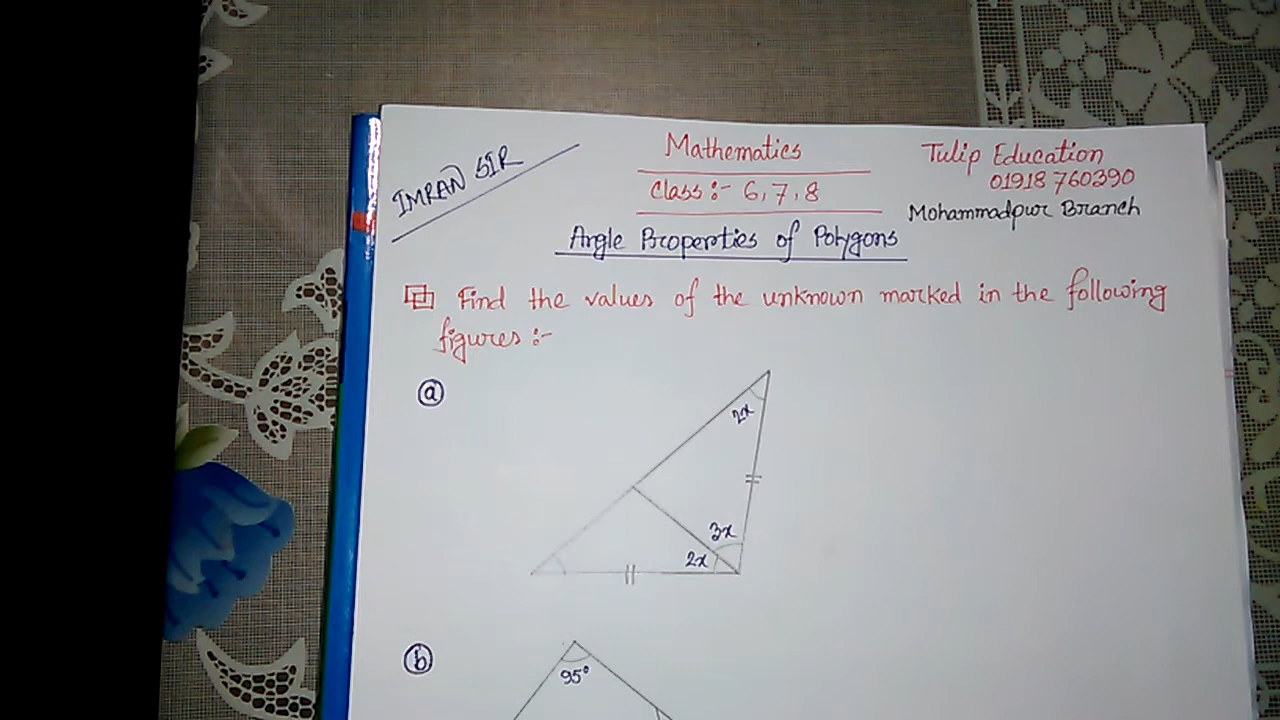 IMRAN SIR
Mathematics
Class :- 6, 7, 8
Tulip Education
01918 760390
Mohammadpur Branch
Angle Properties of Polygons
Find the values of the unknown marked in the following
figures :-
a
2x
3x
2x
b
95°